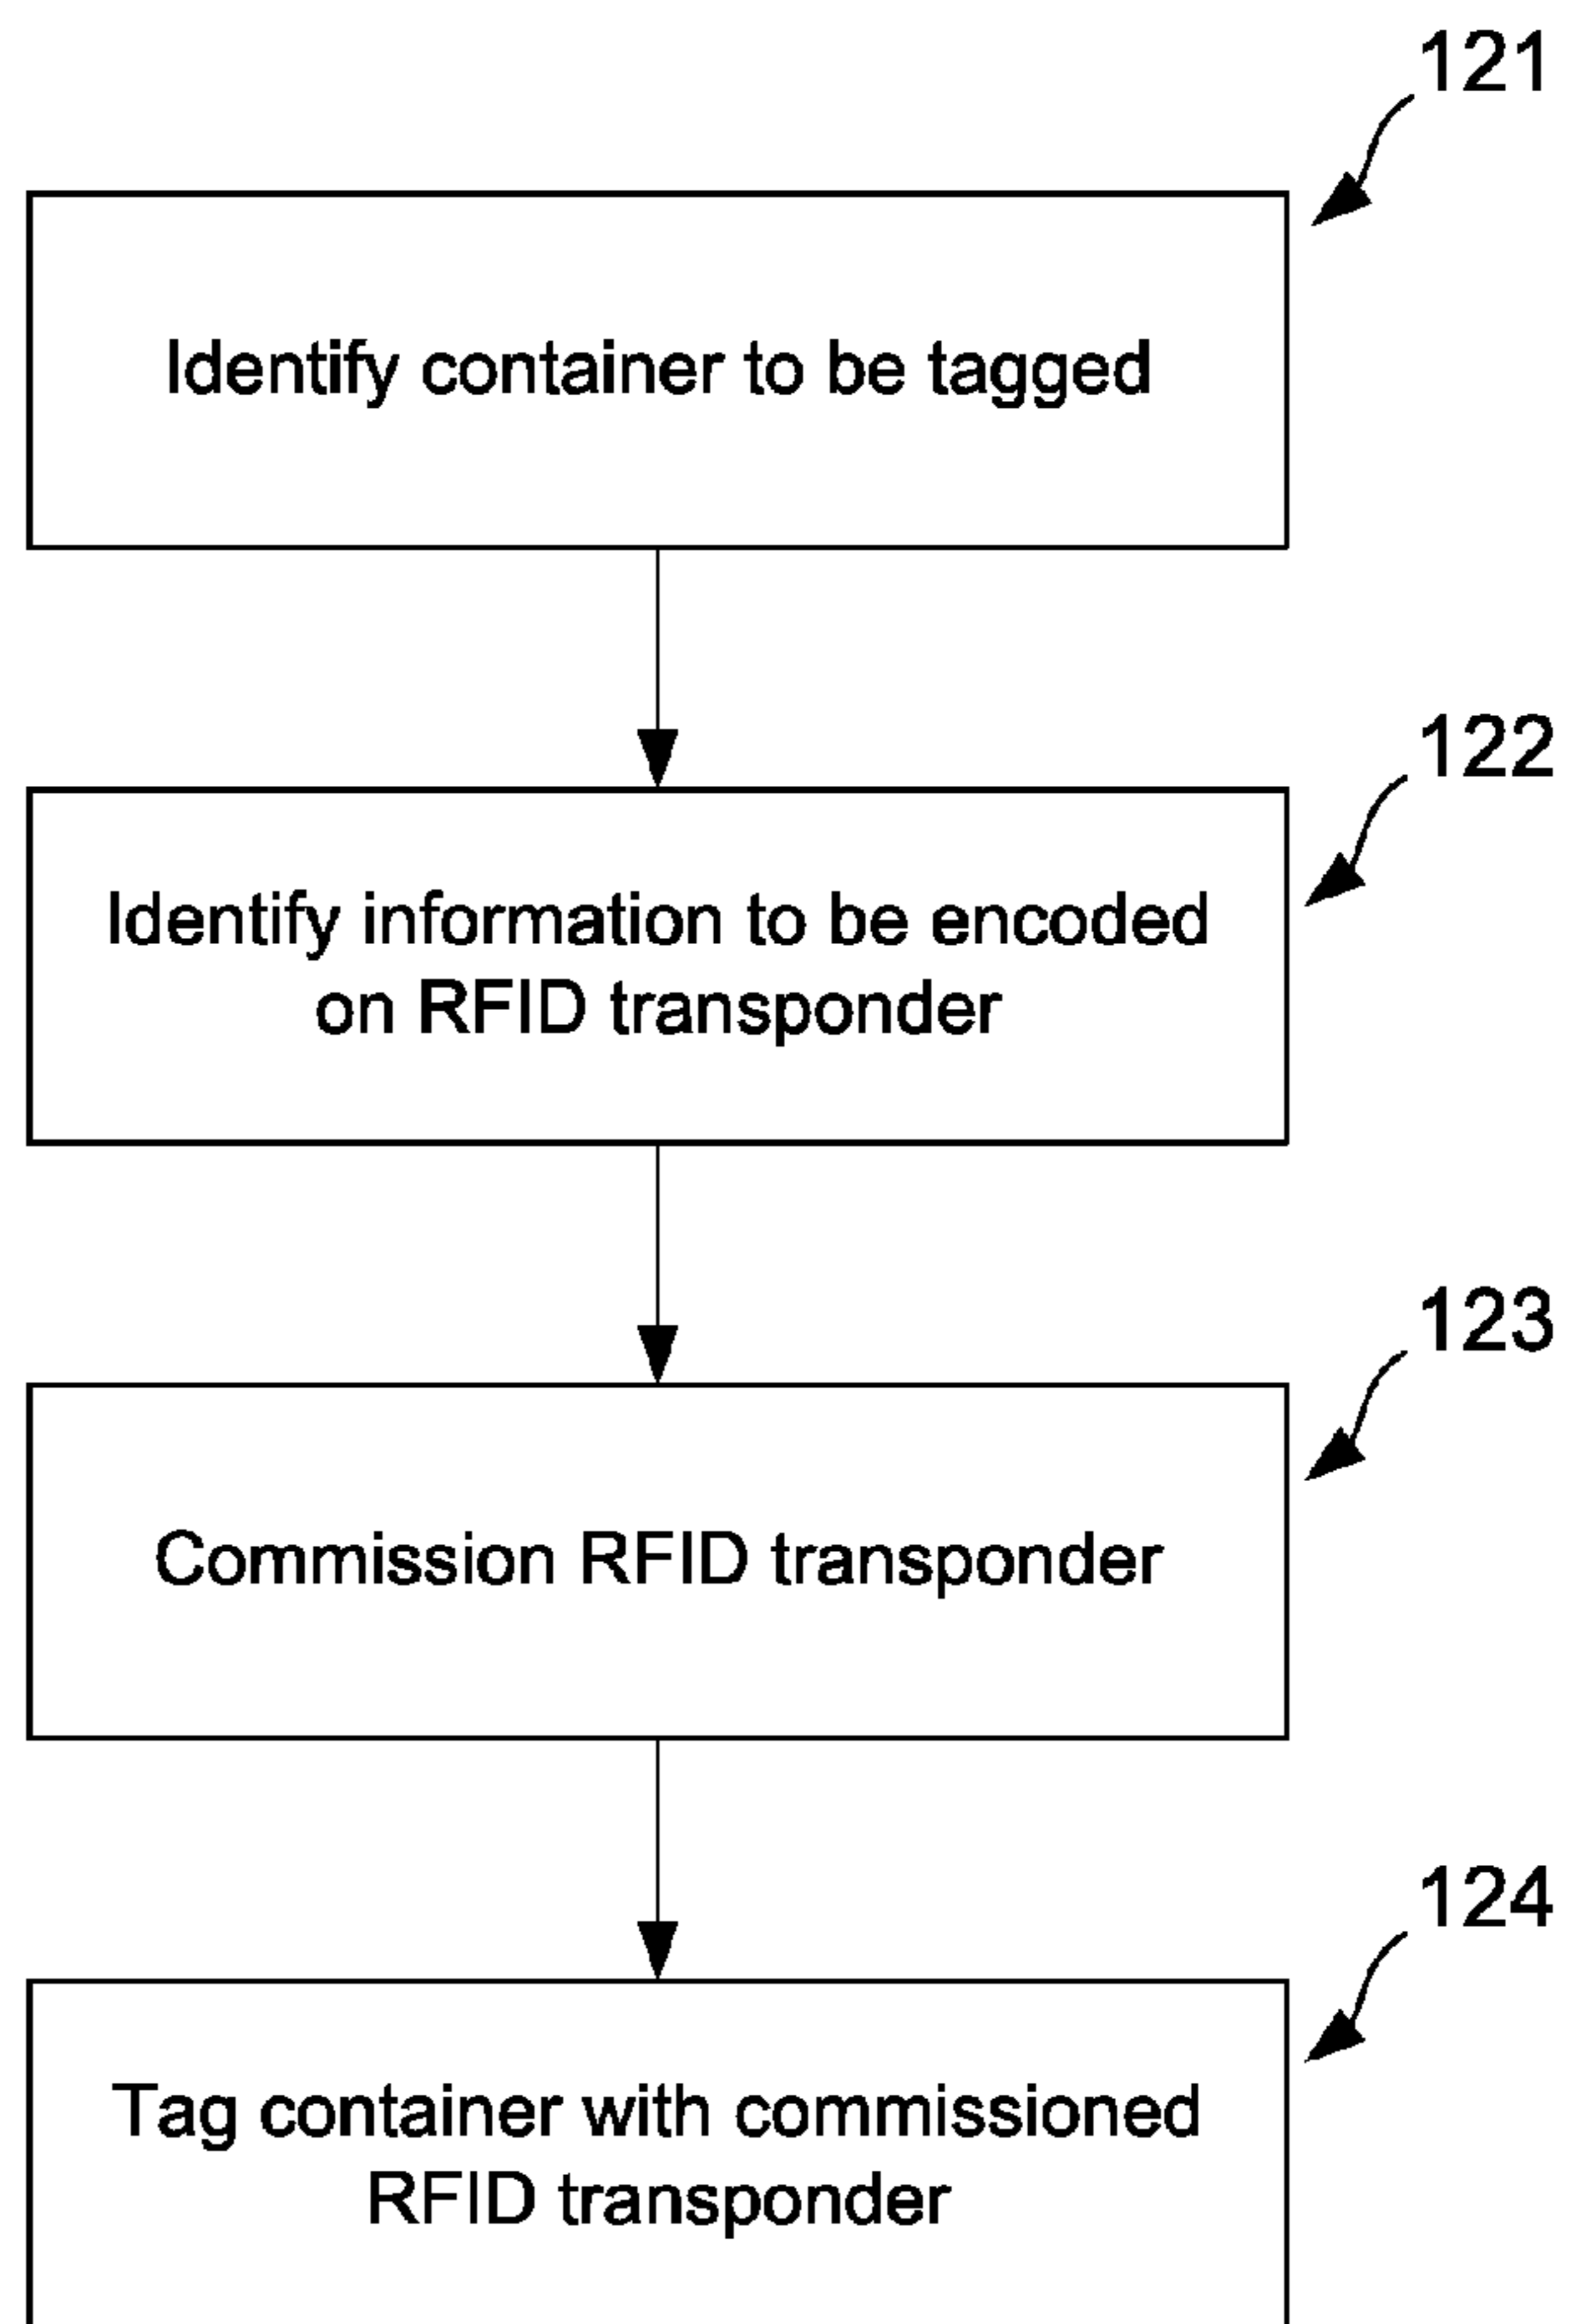 121
Identify container to be tagged
122
Identify information to be encoded
on RFID transponder
123
Commission RFID transponder
124
Tag container with commissioned
RFID transponder